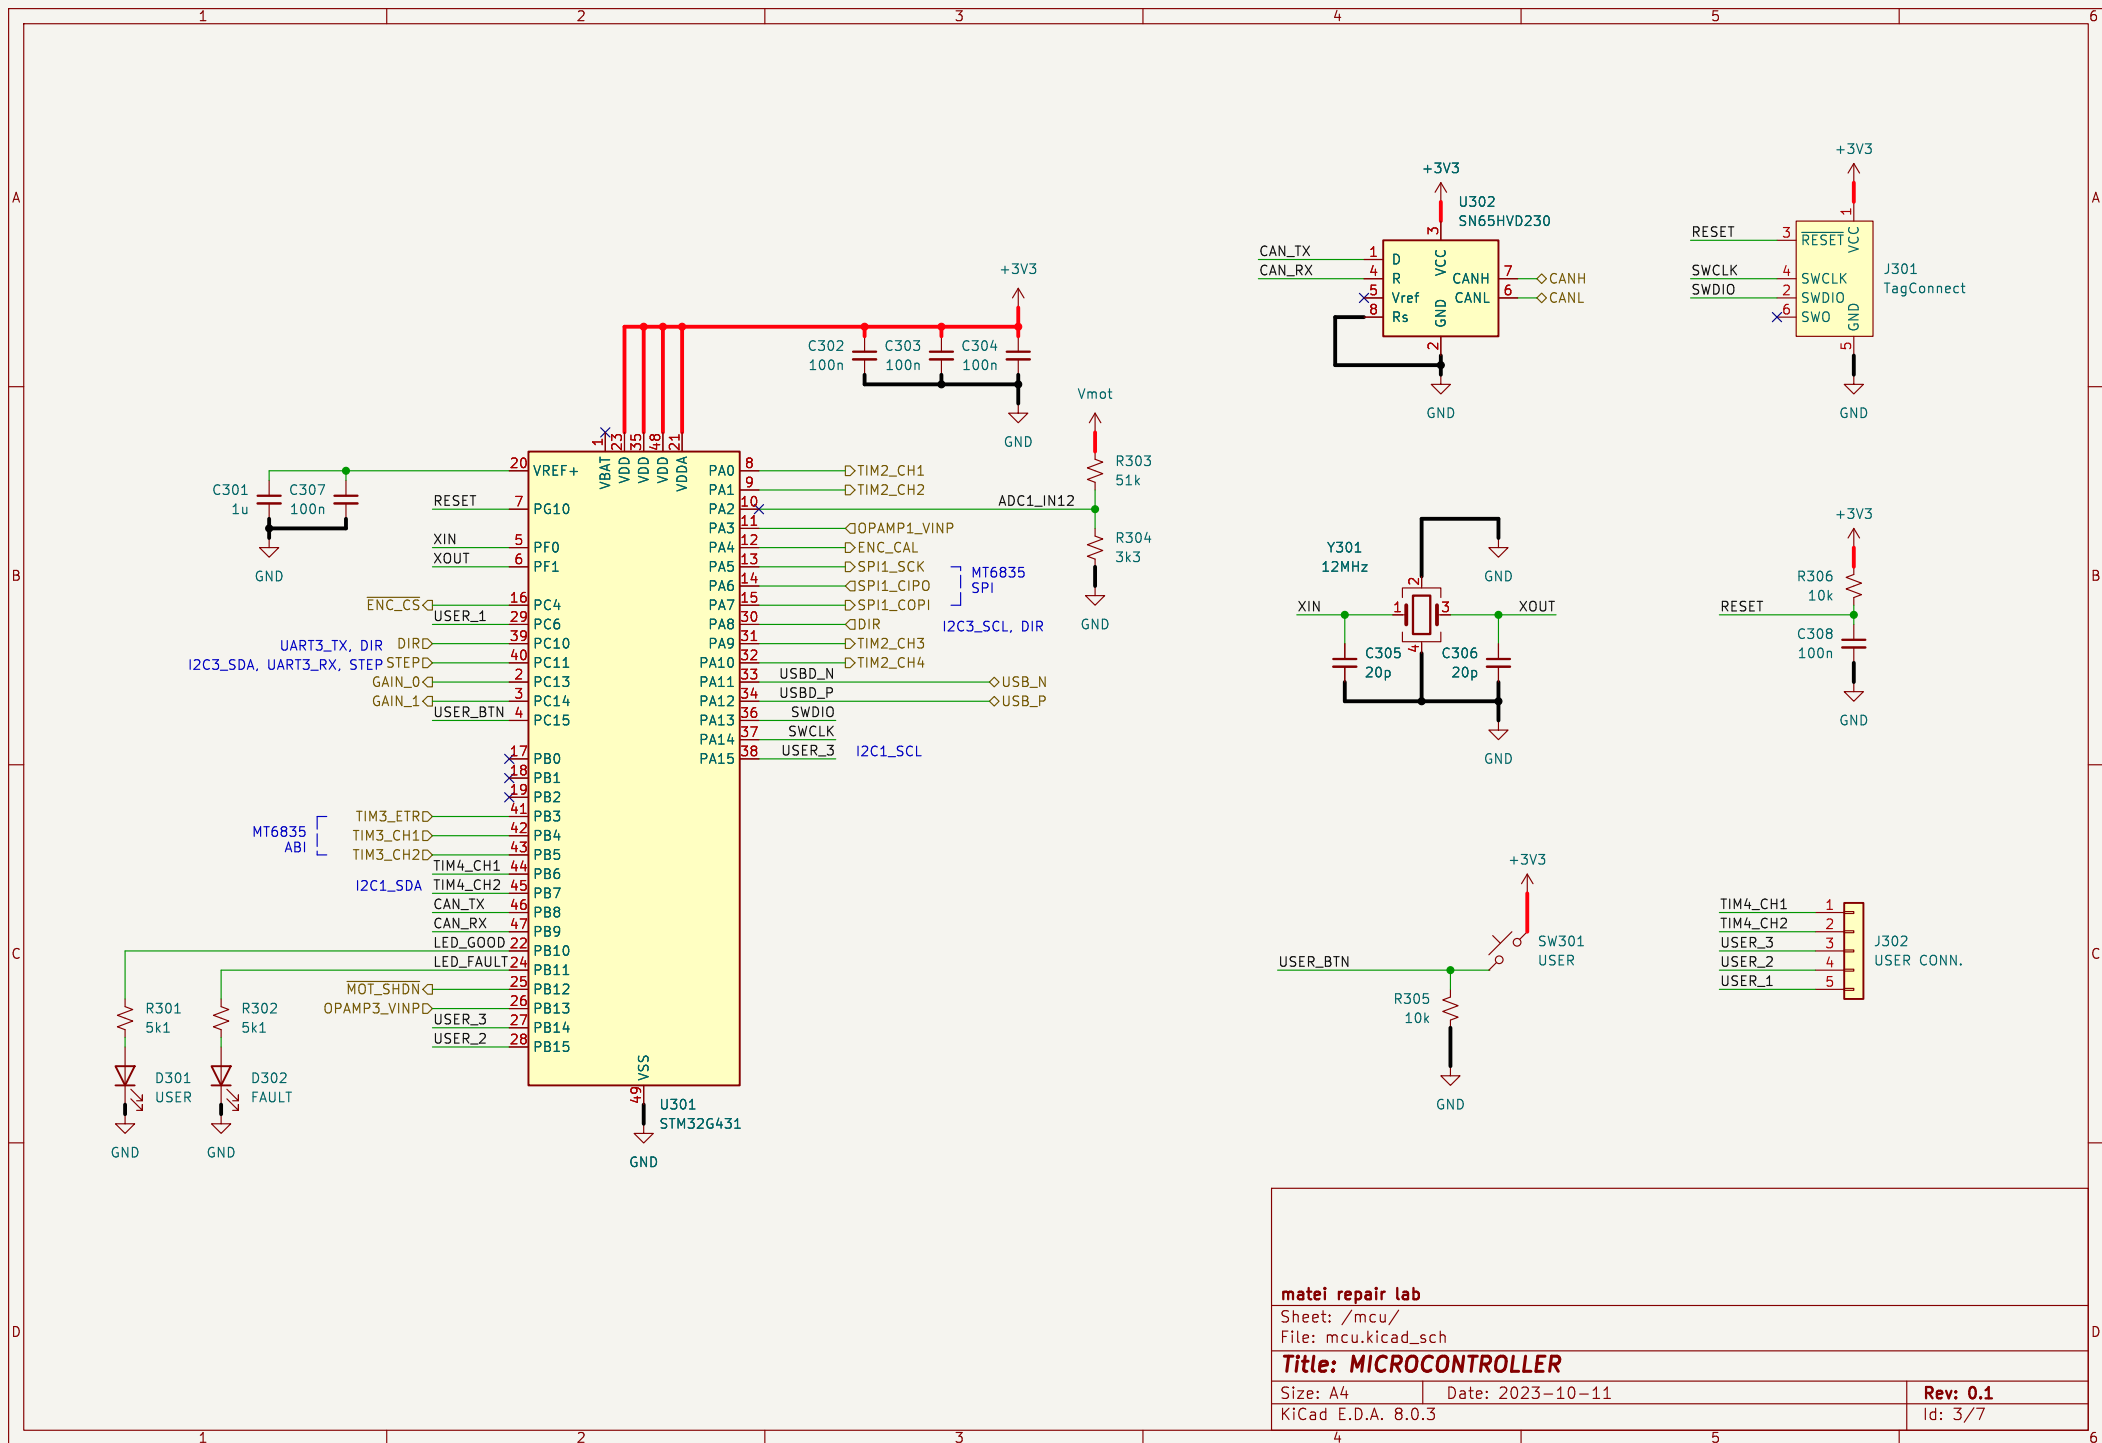 1 2 3 4 5 6
A
B
C
D
A
B
C
D
1 2 3 4 5 6
+3V3
C302
100n
C303
100n
C304
100n
GND
Vmot
R303
51k
ADC1_IN12
R304
3k3
GND
C301
1u
C307
100n
GND
1 VBAT
23 VDD
35 VDD
48 VDD
21 VDDA
20 VREF+
RESET 7 PG10
XIN 5 PF0
XOUT 6 PF1
ENC_CS 16 PC4
USER_1 29 PC6
UART3_TX, DIR DIR 39 PC10
I2C3_SDA, UART3_RX, STEP STEP 40 PC11
GAIN_0 2 PC13
GAIN_1 3 PC14
USER_BTN 4 PC15
17 PB0
18 PB1
19 PB2
MT6835
ABI
TIM3_ETR 41 PB3
TIM3_CH1 42 PB4
TIM3_CH2 43 PB5
TIM4_CH1 44 PB6
I2C1_SDA TIM4_CH2 45 PB7
CAN_TX 46 PB8
CAN_RX 47 PB9
LED_GOOD 22 PB10
LED_FAULT 24 PB11
MOT_SHDN 25 PB12
OPAMP3_VINP 26 PB13
USER_3 27 PB14
USER_2 28 PB15
PA0 8 TIM2_CH1
PA1 9 TIM2_CH2
PA2 10
PA3 11 OPAMP1_VINP
PA4 12 ENC_CAL
PA5 13 SPI1_SCK
PA6 14 SPI1_CIPO
PA7 15 SPI1_COPI
MT6835
SPI
PA8 30 DIR I2C3_SCL, DIR
PA9 31 TIM2_CH3
PA10 32 TIM2_CH4
PA11 33 USBD_N USB_N
PA12 34 USBD_P USB_P
PA13 36 SWDIO
PA14 37 SWCLK
PA15 38 USER_3 I2C1_SCL
VSS 49
U301
STM32G431
GND
R301
5k1
R302
5k1
D301
USER
D302
FAULT
GND
GND
+3V3
U302
SN65HVD230
CAN_TX 1 D
CAN_RX 4 R
5 Vref
8 Rs
3 VCC
GND 2
CANH 7 CANH
CANL 6 CANL
GND
+3V3
1 VCC
RESET 3 RESET
SWCLK 4 SWCLK
SWDIO 2 SWDIO
6 SWO
GND 5
J301
TagConnect
GND
Y301
12MHz
GND
XIN 1 2 3 4 XOUT
C305
20p
C306
20p
GND
+3V3
R306
10k
RESET
C308
100n
GND
+3V3
SW301
USER
USER_BTN
R305
10k
GND
TIM4_CH1 1
TIM4_CH2 2
USER_3 3
USER_2 4
USER_1 5
J302
USER CONN.
matei repair lab
Sheet: /mcu/
File: mcu.kicad_sch
Title: MICROCONTROLLER
Size: A4 Date: 2023-10-11 Rev: 0.1
KiCad E.D.A. 8.0.3 Id: 3/7